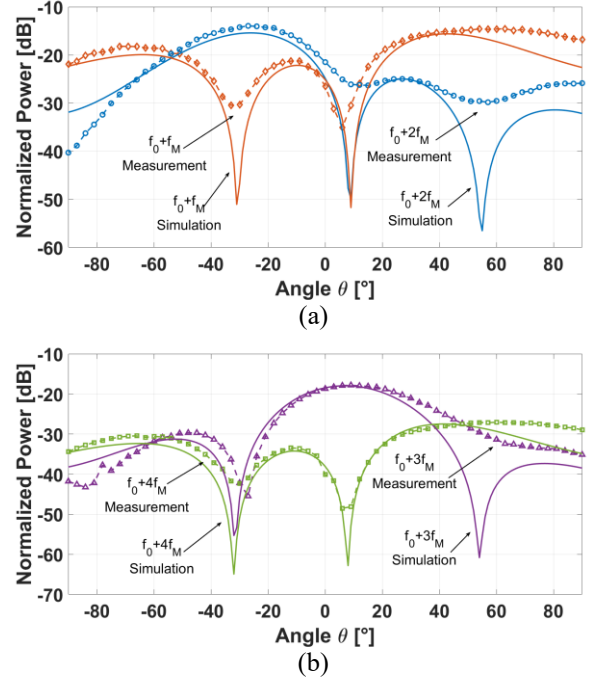 -10
-20
-30
-40
-50
-60
Normalized Power [dB]
f0+fM
Measurement
f0+fM
Simulation
f0+2fM
Measurement
f0+2fM
Simulation
-80 -60 -40 -20 0 20 40 60 80
Angle θ [°]
(a)
-10
-20
-30
-40
-50
-60
-70
Normalized Power [dB]
f0+4fM
Measurement
f0+4fM
Simulation
f0+3fM
Measurement
f0+3fM
Simulation
-80 -60 -40 -20 0 20 40 60 80
Angle θ [°]
(b)